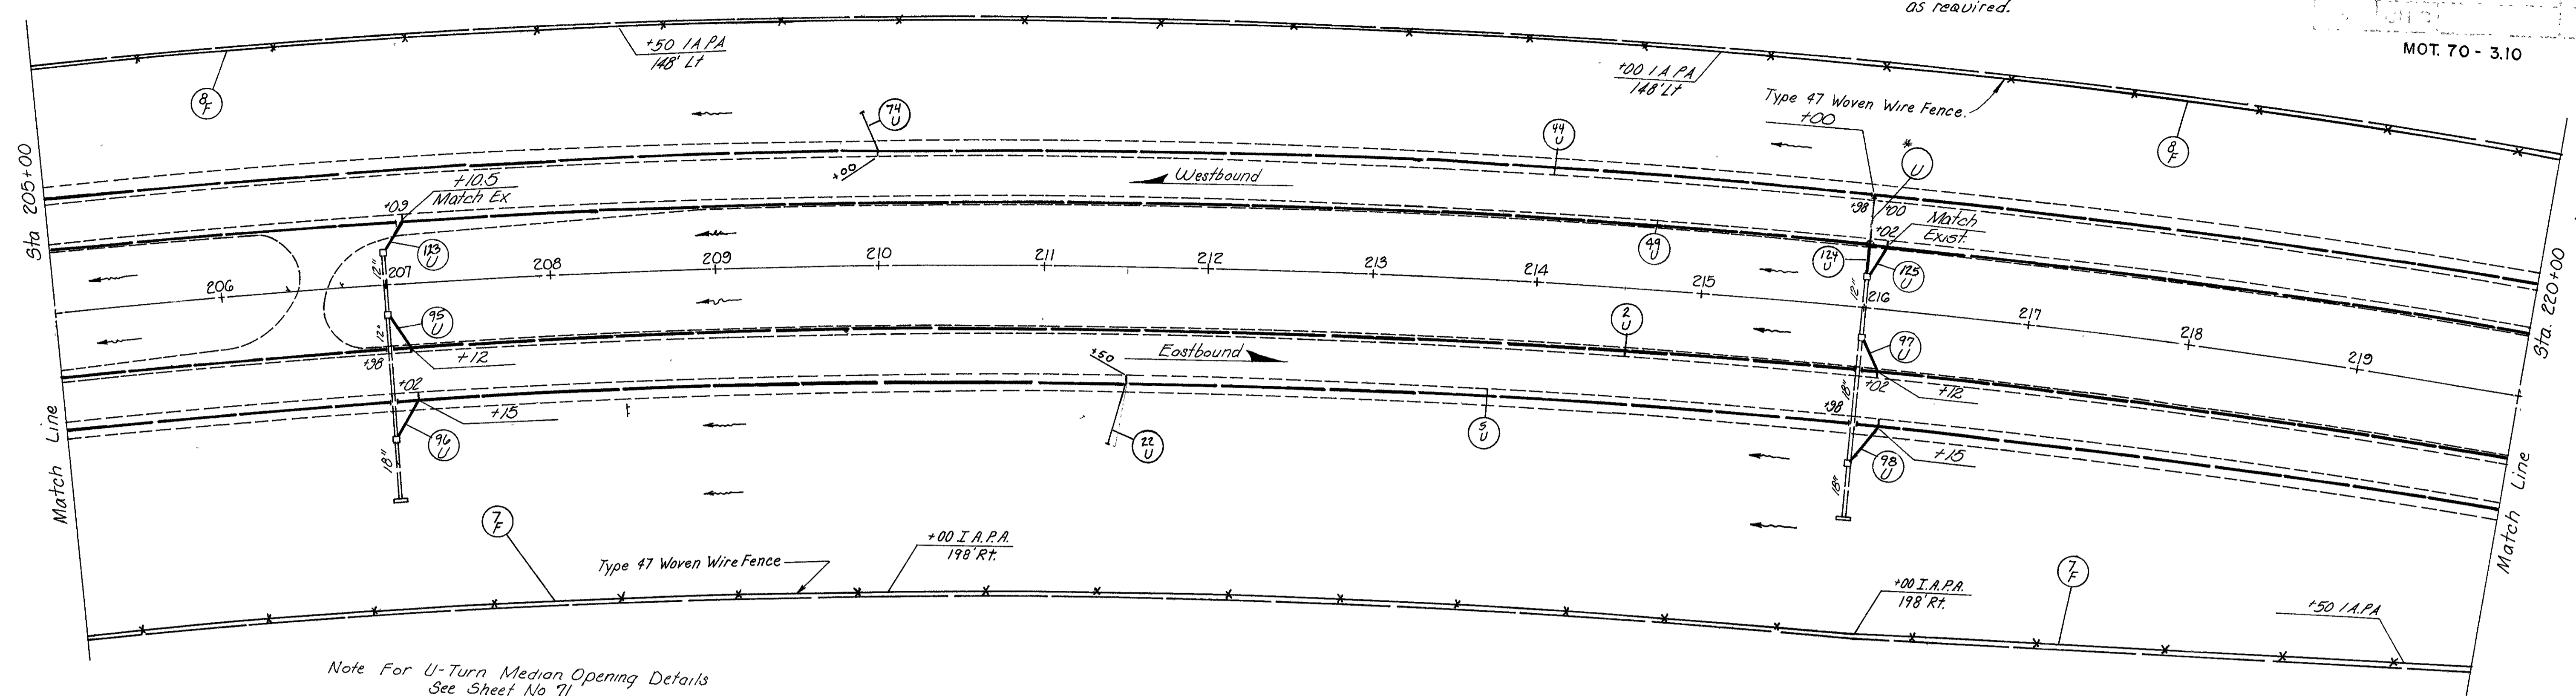 as required.
MOT. 70 - 3.10
+50 I A PA
148' Lt
+00 I A PA
148' Lt
Type 47 Woven Wire Fence.
+00
8
F
74
U
44
U
*
U
8
F
+00
Westbound
+10.5
Match Ex
+09
123
U
49
U
+98
+00
Match
Exist.
+02
124
U
125
U
12"
12"
Sta 205+00
Sta. 220+00
206
207
208
209
210
211
212
213
214
215
216
217
218
219
95
U
12"
2
U
97
U
+12
+98
+50
Eastbound
+02
+12
18"
+02
+15
+98
96
U
18"
22
U
5
U
+15
98
U
18"
Match Line
Match Line
7
F
Type 47 Woven Wire Fence
+00 I A.P.A.
198' Rt.
+00 I.A.P.A.
198' Rt.
7
F
+50 I A.PA
Note For U-Turn Median Opening Details
See Sheet No 71